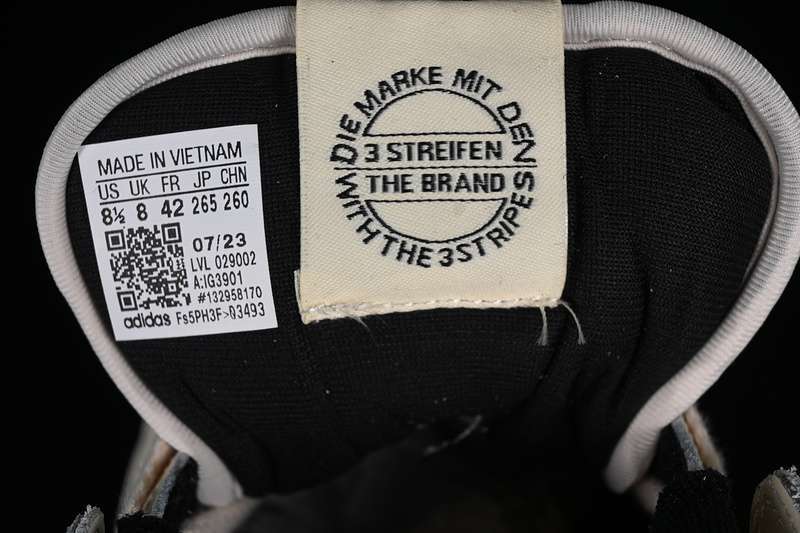 MADE IN VIETNAM
US UK FR JP CHN
8½ 8 42 265 260
07/23
LVL 029002
A:IG3901
#132958170
adidas Fs5PH3F>03493
DIE MARKE MIT DEN
3 STREIFEN
THE BRAND
WITH THE 3 STRIPES